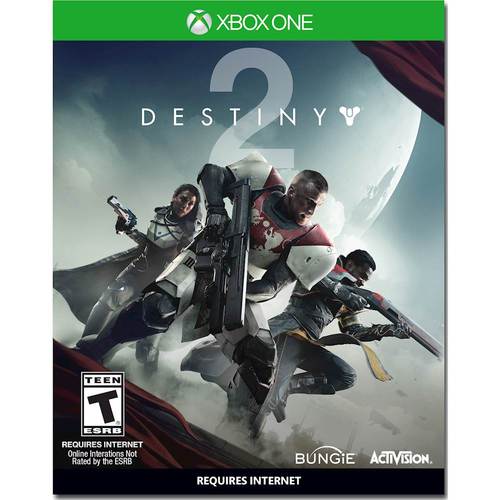 XBOX ONE
2
DESTINY
TEEN
T
ESRB
REQUIRES INTERNET
Online Interations Not
Rated by the ESRB
BUNGiE
ACTIVISION.
REQUIRES INTERNET